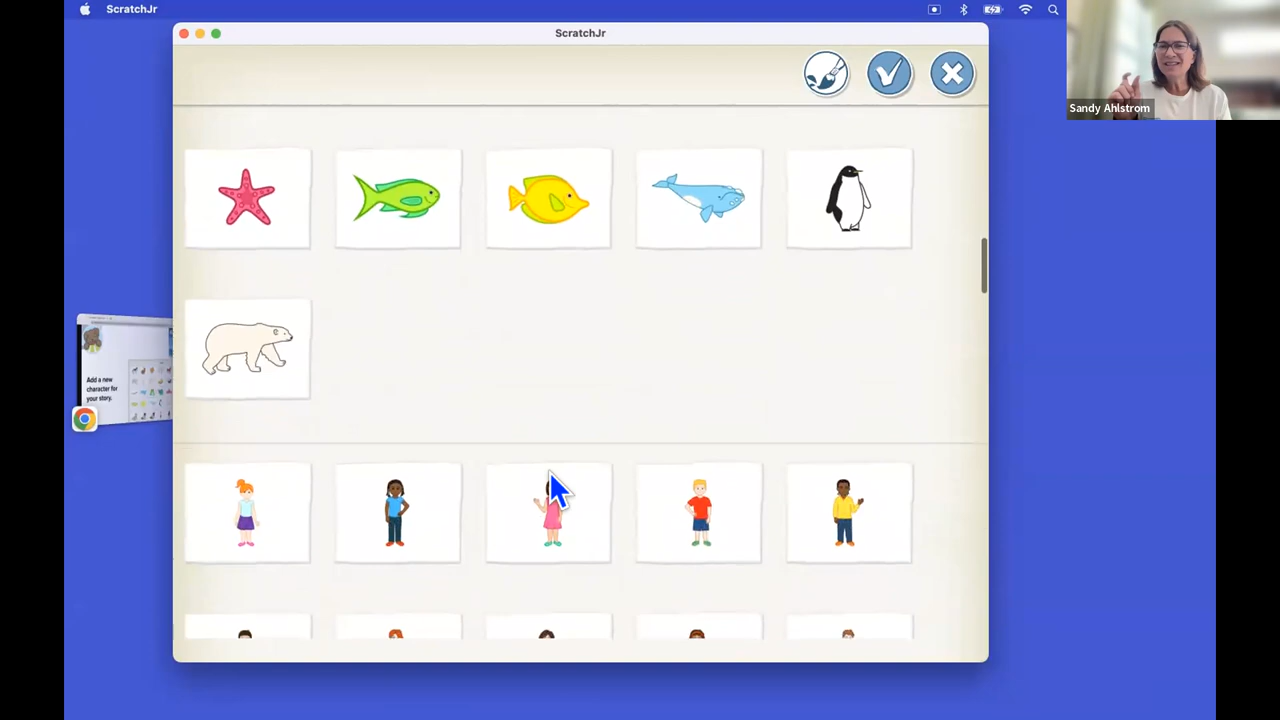 ScratchJr
ScratchJr
Sandy Ahlstrom
Add a new
character for
your story.